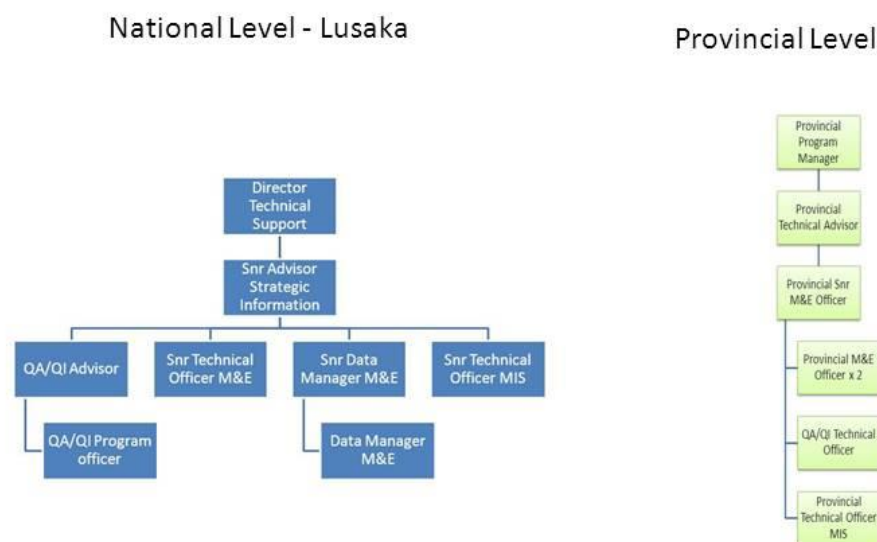 National Level - Lusaka
Provincial Level
Director
Technical
Support
Snr Advisor
Strategic
Information
QA/QI Advisor
Snr Technical
Officer M&E
Snr Data
Manager M&E
Snr Technical
Officer MIS
QA/QI Program
officer
Data Manager
M&E
Provincial
Program
Manager
Provincial
Technical Advisor
Provincial Snr
M&E Officer
Provincial M&E
Officer x 2
QA/QI Technical
Officer
Provincial
Technical Officer
MIS